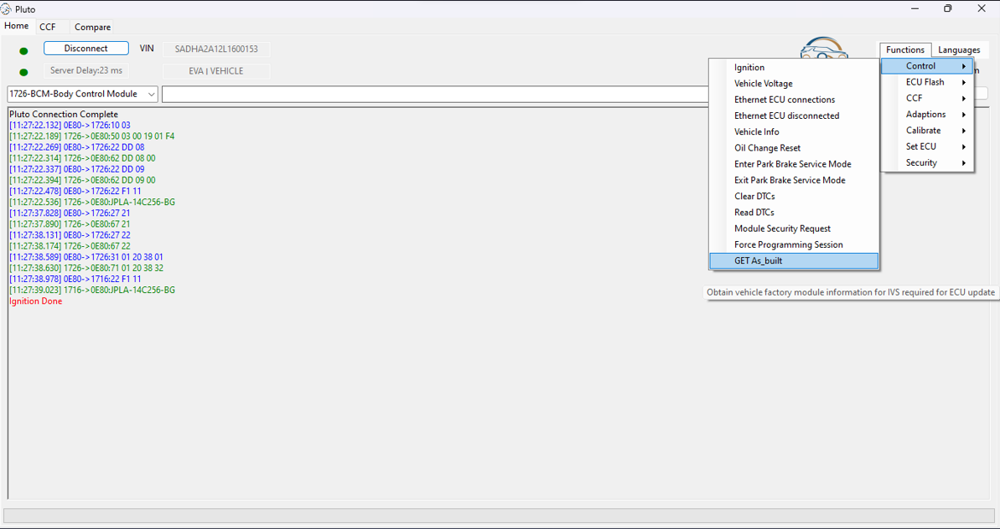 Pluto
Home CCF Compare
Disconnect VIN SADHA2A12L1600153
Functions Languages
Server Delay:23 ms EVA | VEHICLE
1726-BCM-Body Control Module
Pluto Connection Complete
[11:27:22.132] 0E80->1726:10 03
[11:27:22.189] 1726->0E80:50 03 00 19 01 F4
[11:27:22.269] 0E80->1726:22 DD 08
[11:27:22.314] 1726->0E80:62 DD 08 00
[11:27:22.337] 0E80->1726:22 DD 09
[11:27:22.394] 1726->0E80:62 DD 09 00
[11:27:22.478] 0E80->1726:22 F1 11
[11:27:22.536] 1726->0E80:JPLA-14C256-BG
[11:27:37.828] 0E80->1726:27 21
[11:27:37.890] 1726->0E80:67 21
[11:27:38.131] 0E80->1726:27 22
[11:27:38.174] 1726->0E80:67 22
[11:27:38.589] 0E80->1726:31 01 20 38 01
[11:27:38.630] 1726->0E80:71 01 20 38 32
[11:27:38.978] 0E80->1716:22 F1 11
[11:27:39.023] 1716->0E80:JPLA-14C256-BG
Ignition Done
Ignition
Vehicle Voltage
Ethernet ECU connections
Ethernet ECU disconnected
Vehicle Info
Oil Change Reset
Enter Park Brake Service Mode
Exit Park Brake Service Mode
Clear DTCs
Read DTCs
Module Security Request
Force Programming Session
GET As_built
Control
ECU Flash
CCF
Adaptions
Calibrate
Set ECU
Security
Obtain vehicle factory module information for IVS required for ECU update